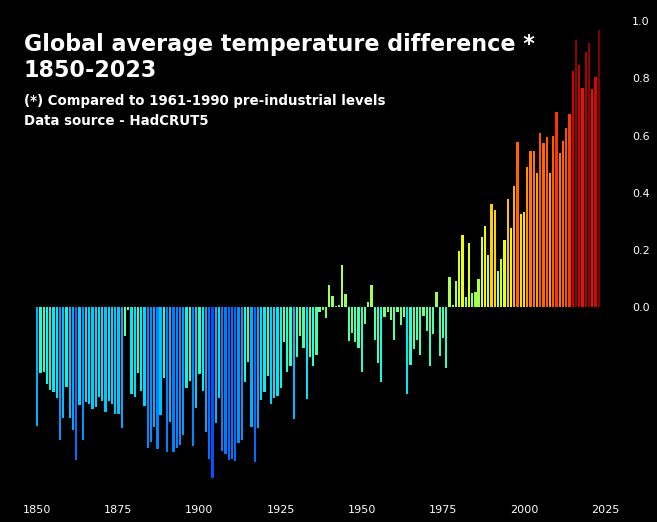 Global average temperature difference *
1850-2023
(*) Compared to 1961-1990 pre-industrial levels
Data source - HadCRUT5
1.0
0.8
0.6
0.4
0.2
0.0
1850 1875 1900 1925 1950 1975 2000 2025